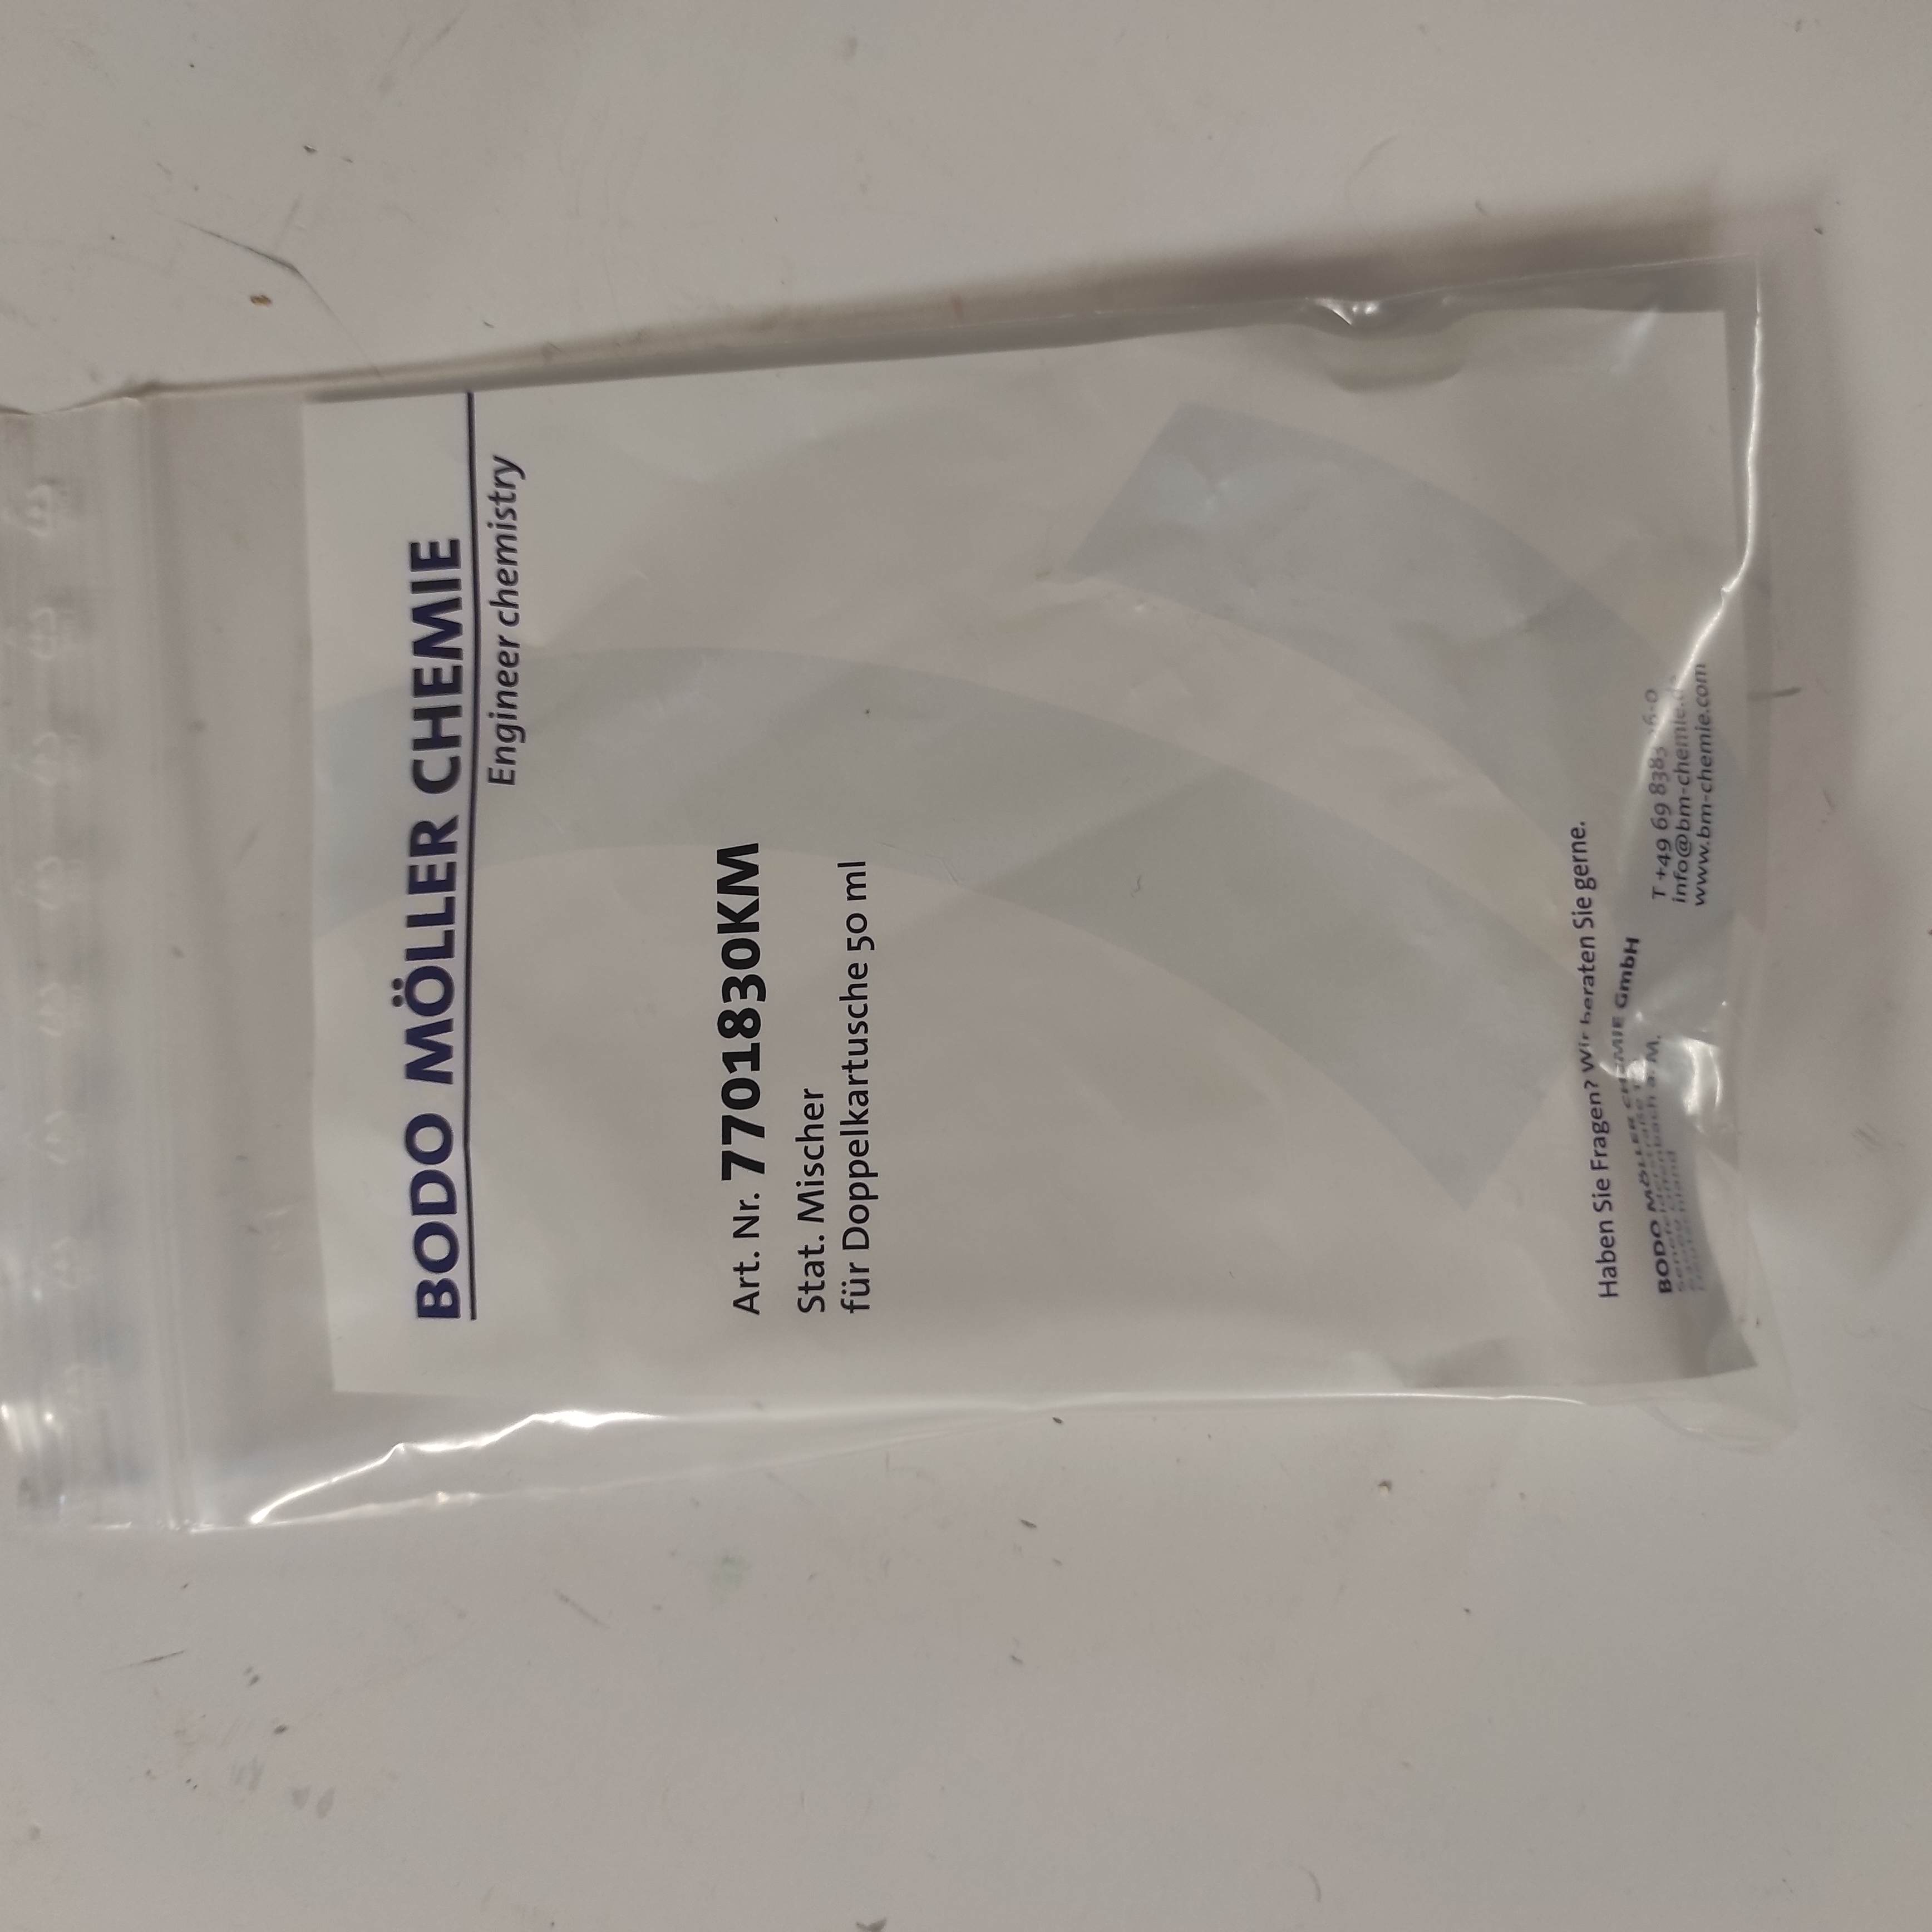 BODO MÖLLER CHEMIE
Engineer chemistry
Art. Nr. 7701830KM
Stat. Mischer
für Doppelkartusche 50 ml
Haben Sie Fragen? Wir beraten Sie gerne.
BODO MÖLLER CHEMIE GmbH
T +49 69 8383
info@bm-chemie.de
www.bm-chemie.com